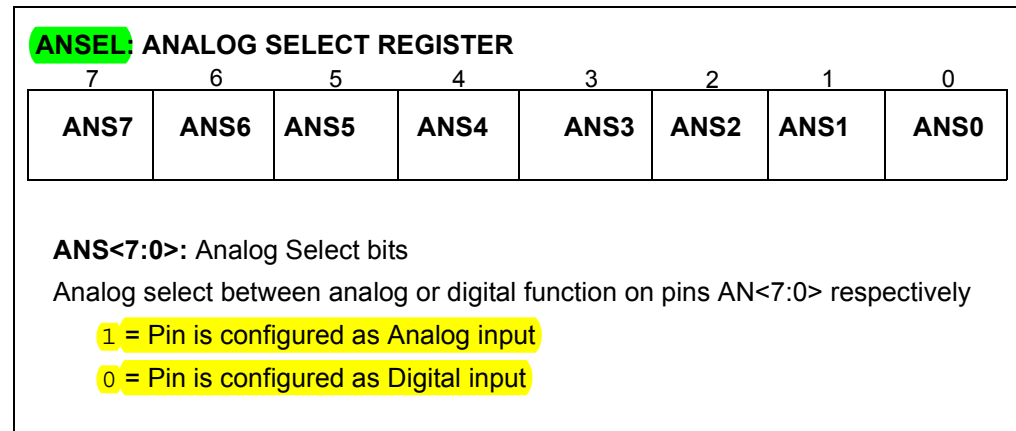 ANSEL: ANALOG SELECT REGISTER
7 6 5 4 3 2 1 0
ANS7 ANS6 ANS5 ANS4 ANS3 ANS2 ANS1 ANS0
ANS<7:0>: Analog Select bits
Analog select between analog or digital function on pins AN<7:0> respectively
1 = Pin is configured as Analog input
0 = Pin is configured as Digital input